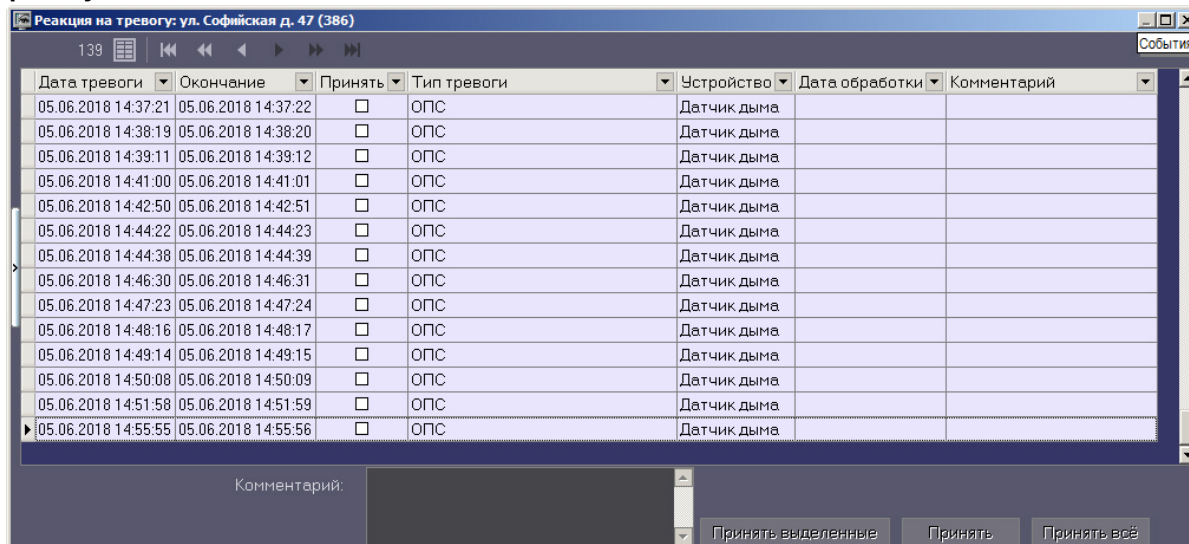 Реакция на тревогу: ул. Софийская д. 47 (386)
139
События
Дата тревоги Окончание Принять Тип тревоги Устройство Дата обработки Комментарий
05.06.2018 14:37:21 05.06.2018 14:37:22 ОПС Датчик дыма
05.06.2018 14:38:19 05.06.2018 14:38:20 ОПС Датчик дыма
05.06.2018 14:39:11 05.06.2018 14:39:12 ОПС Датчик дыма
05.06.2018 14:41:00 05.06.2018 14:41:01 ОПС Датчик дыма
05.06.2018 14:42:50 05.06.2018 14:42:51 ОПС Датчик дыма
05.06.2018 14:44:22 05.06.2018 14:44:23 ОПС Датчик дыма
05.06.2018 14:44:38 05.06.2018 14:44:39 ОПС Датчик дыма
05.06.2018 14:46:30 05.06.2018 14:46:31 ОПС Датчик дыма
05.06.2018 14:47:23 05.06.2018 14:47:24 ОПС Датчик дыма
05.06.2018 14:48:16 05.06.2018 14:48:17 ОПС Датчик дыма
05.06.2018 14:49:14 05.06.2018 14:49:15 ОПС Датчик дыма
05.06.2018 14:50:08 05.06.2018 14:50:09 ОПС Датчик дыма
05.06.2018 14:51:58 05.06.2018 14:51:59 ОПС Датчик дыма
05.06.2018 14:55:55 05.06.2018 14:55:56 ОПС Датчик дыма
Комментарий:
Принять выделенные Принять Принять всё